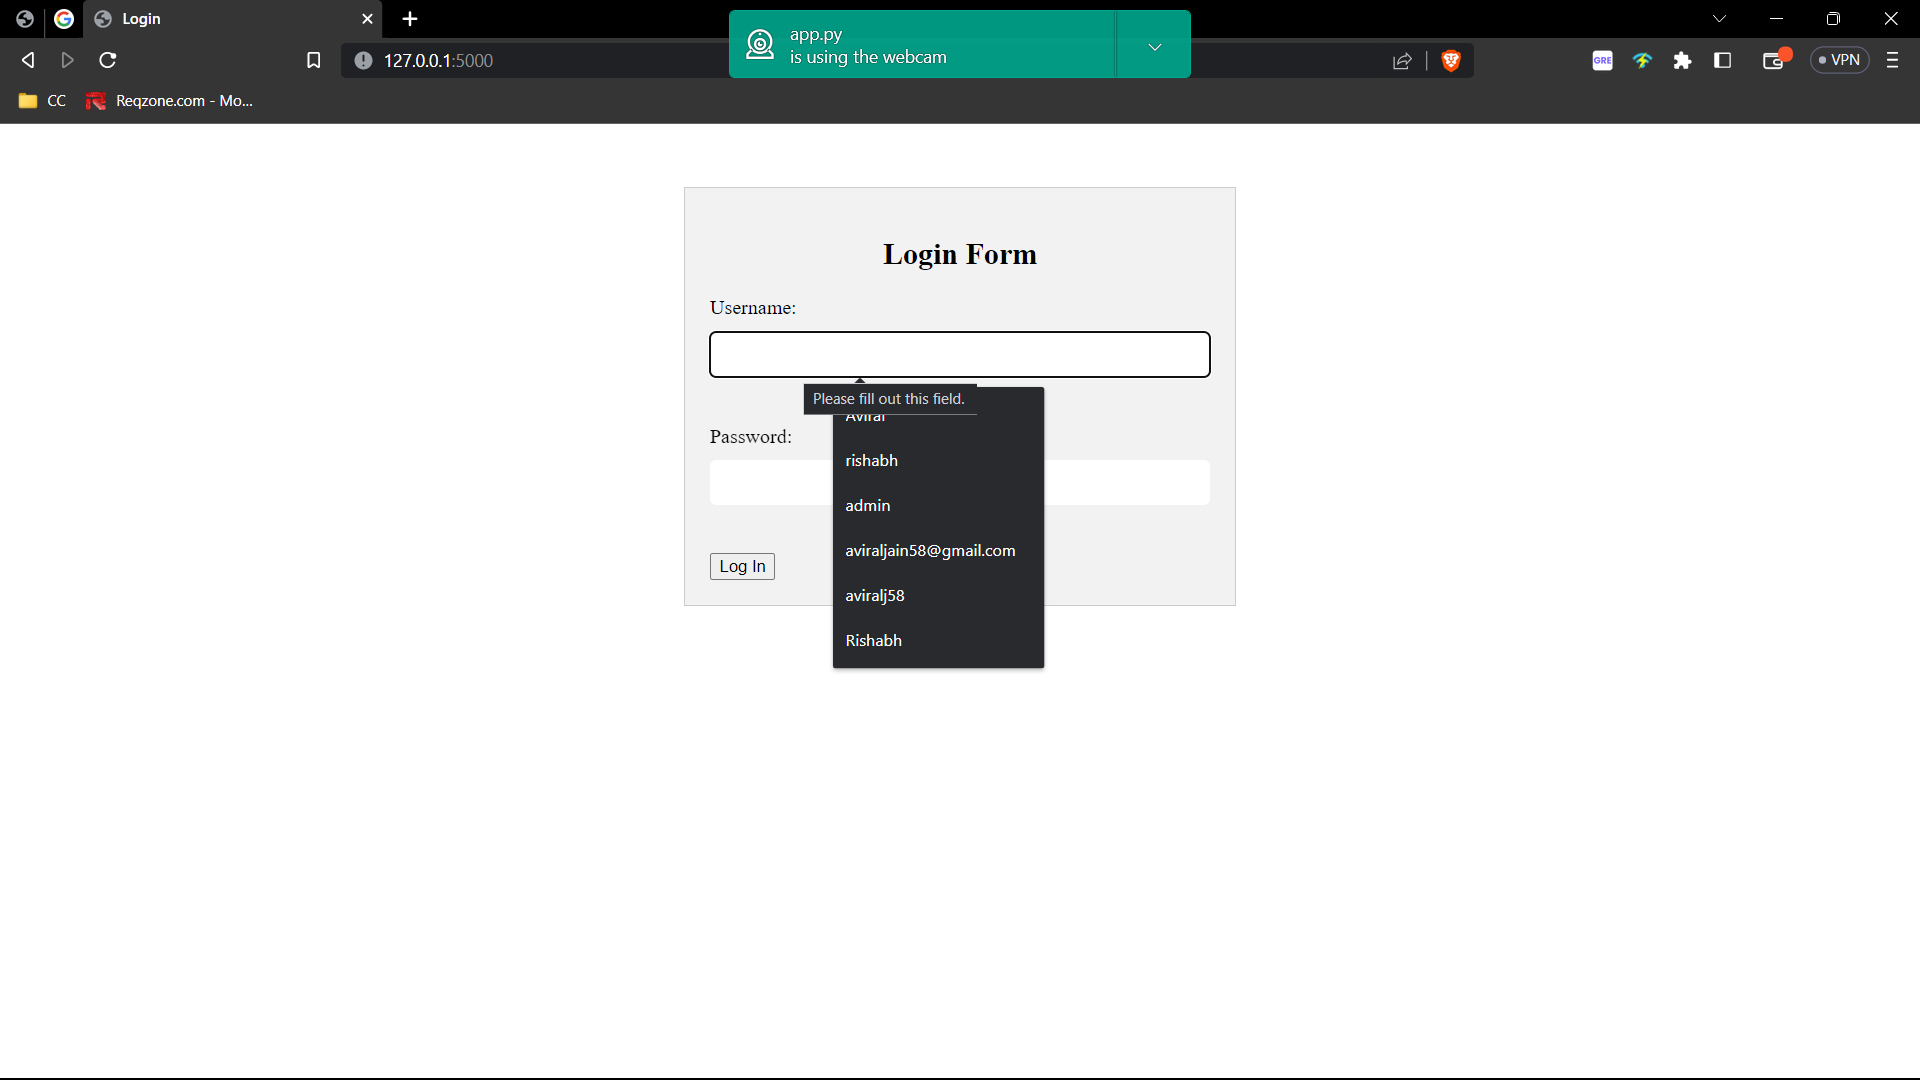 Login
app.py
is using the webcam
127.0.0.1:5000
GRE
VPN
CC
Reqzone.com - Mo...
Login Form
Username:
Please fill out this field.
Aviral
Password:
rishabh
admin
aviraljain58@gmail.com
Log In
aviralj58
Rishabh